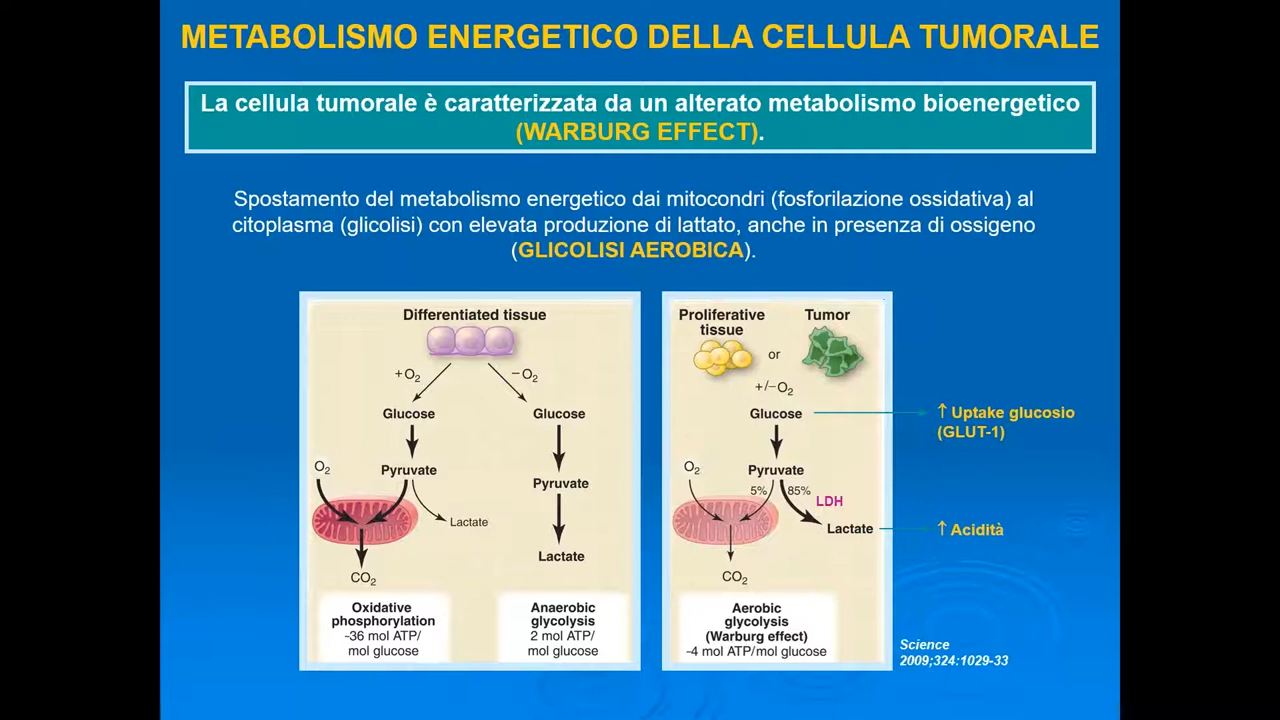 METABOLISMO ENERGETICO DELLA CELLULA TUMORALE
La cellula tumorale è caratterizzata da un alterato metabolismo bioenergetico
(WARBURG EFFECT).
Spostamento del metabolismo energetico dai mitocondri (fosforilazione ossidativa) al
citoplasma (glicolisi) con elevata produzione di lattato, anche in presenza di ossigeno
(GLICOLISI AEROBICA).
Differentiated tissue
+O₂
−O₂
Glucose
Glucose
O₂
Pyruvate
Pyruvate
Lactate
Lactate
CO₂
Oxidative
phosphorylation
~36 mol ATP/
mol glucose
Anaerobic
glycolysis
2 mol ATP/
mol glucose
Proliferative
tissue
or
Tumor
+/−O₂
Glucose
O₂
Pyruvate
5%
85%
LDH
Lactate
CO₂
Aerobic
glycolysis
(Warburg effect)
~4 mol ATP/mol glucose
↑ Uptake glucosio
(GLUT-1)
↑ Acidità
Science
2009;324:1029-33